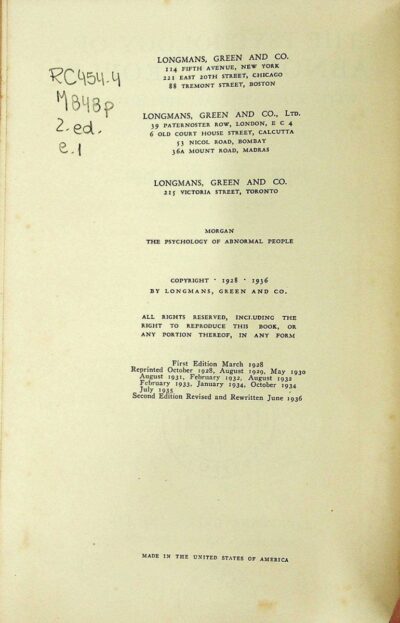 RC454.4
M848p
2.ed.
e.1
LONGMANS, GREEN AND CO.
114 FIFTH AVENUE, NEW YORK
221 EAST 20TH STREET, CHICAGO
88 TREMONT STREET, BOSTON
LONGMANS, GREEN AND CO., LTD.
39 PATERNOSTER ROW, LONDON, E C 4
6 OLD COURT HOUSE STREET, CALCUTTA
53 NICOL ROAD, BOMBAY
36A MOUNT ROAD, MADRAS
LONGMANS, GREEN AND CO.
215 VICTORIA STREET, TORONTO
MORGAN
THE PSYCHOLOGY OF ABNORMAL PEOPLE
COPYRIGHT · 1928 · 1936
BY LONGMANS, GREEN AND CO.
ALL RIGHTS RESERVED, INCLUDING THE
RIGHT TO REPRODUCE THIS BOOK, OR
ANY PORTION THEREOF, IN ANY FORM
First Edition March 1928
Reprinted October 1928, August 1929, May 1930
August 1931, February 1932, August 1932
February 1933, January 1934, October 1934
July 1935
Second Edition Revised and Rewritten June 1936
MADE IN THE UNITED STATES OF AMERICA